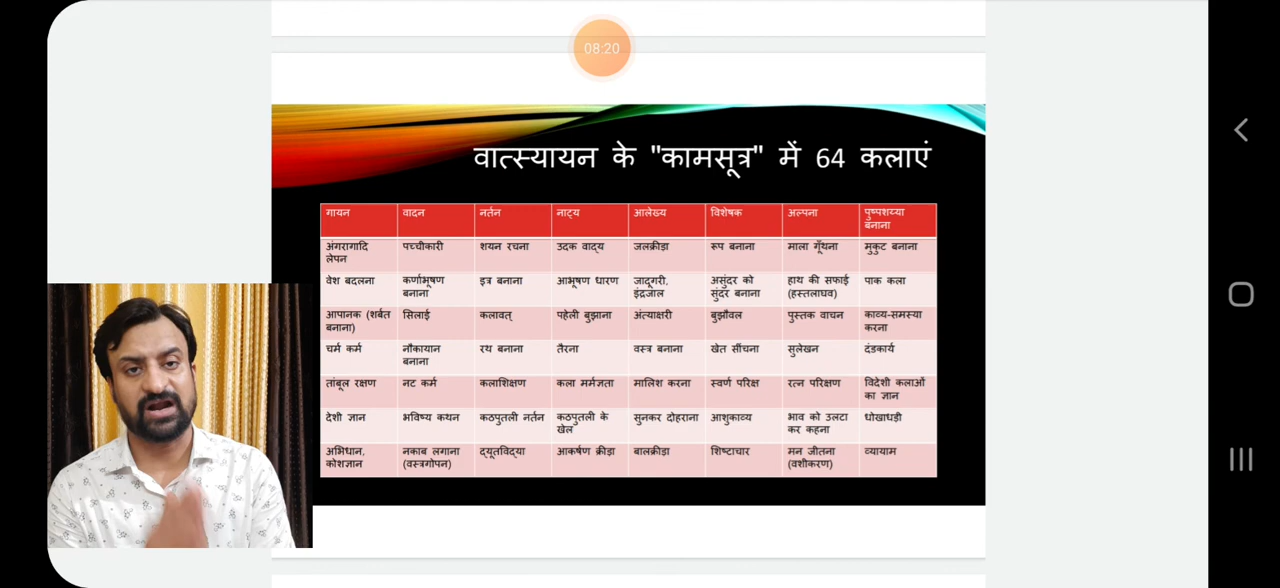 08:20
वात्स्यायन के "कामसूत्र" में 64 कलाएं
गायन वादन नर्तन नाट्य आलेख्य विशेषक अल्पना पुष्पशय्या
बनाना
अंगरागादि पच्चीकारी शयन रचना उदक वाद्य जलक्रीड़ा रूप बनाना माला गूँथना मुकुट बनाना
लेपन
वेश बदलना कर्णाभूषण इत्र बनाना आभूषण धारण जादूगरी, असुंदर को हाथ की सफाई पाक कला
बनाना इंद्रजाल सुंदर बनाना (हस्तलाघव)
आपानक (शर्बत सिलाई कलावत् पहेली बुझाना अंत्याक्षरी बुझौवल पुस्तक वाचन काव्य-समस्या
बनाना) करना
चर्म कर्म नौकायान रथ बनाना तैरना वस्त्र बनाना खेत सींचना सुलेखन दंडकार्य
बनाना
तांबूल रक्षण नट कर्म कलाशिक्षण कला मर्मज्ञता मालिश करना स्वर्ण परिक्ष रत्न परिक्षण विदेशी कलाओं
का ज्ञान
देशी ज्ञान भविष्य कथन कठपुतली नर्तन कठपुतली के सुनकर दोहराना आशुकाव्य भाव को उलटा धोखाधड़ी
खेल कर कहना
अभिधान, नकाब लगाना द्यूतविद्या आकर्षण क्रीड़ा बालक्रीड़ा शिष्टाचार मन जीतना व्यायाम
कोशज्ञान (वस्त्रगोपन) (वशीकरण)